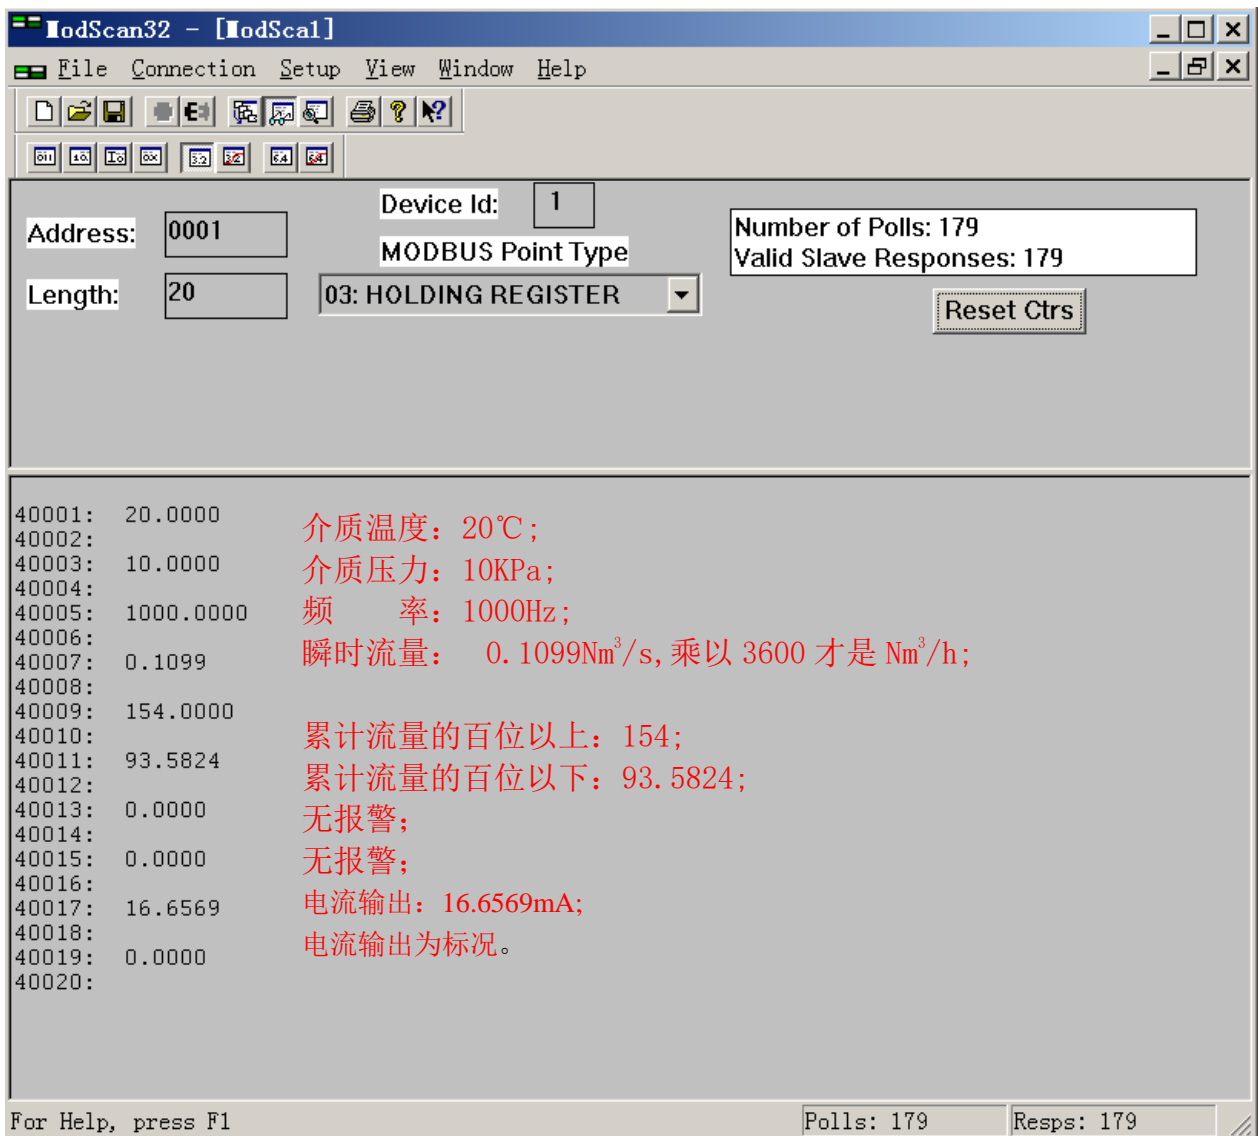 ModScan32 - [ModSca1]
File Connection Setup View Window Help
Address: 0001
Device Id: 1
MODBUS Point Type
Length: 20
03: HOLDING REGISTER
Number of Polls: 179
Valid Slave Responses: 179
Reset Ctrs
40001: 20.0000 介质温度：20℃;
40002:
40003: 10.0000 介质压力：10KPa;
40004:
40005: 1000.0000 频 率：1000Hz;
40006:
40007: 0.1099 瞬时流量： 0.1099Nm³/s,乘以 3600 才是 Nm³/h;
40008:
40009: 154.0000 累计流量的百位以上：154;
40010:
40011: 93.5824 累计流量的百位以下：93.5824;
40012:
40013: 0.0000 无报警；
40014:
40015: 0.0000 无报警；
40016:
40017: 16.6569 电流输出：16.6569mA;
40018:
40019: 0.0000 电流输出为标况。
40020:
For Help, press F1
Polls: 179
Resps: 179